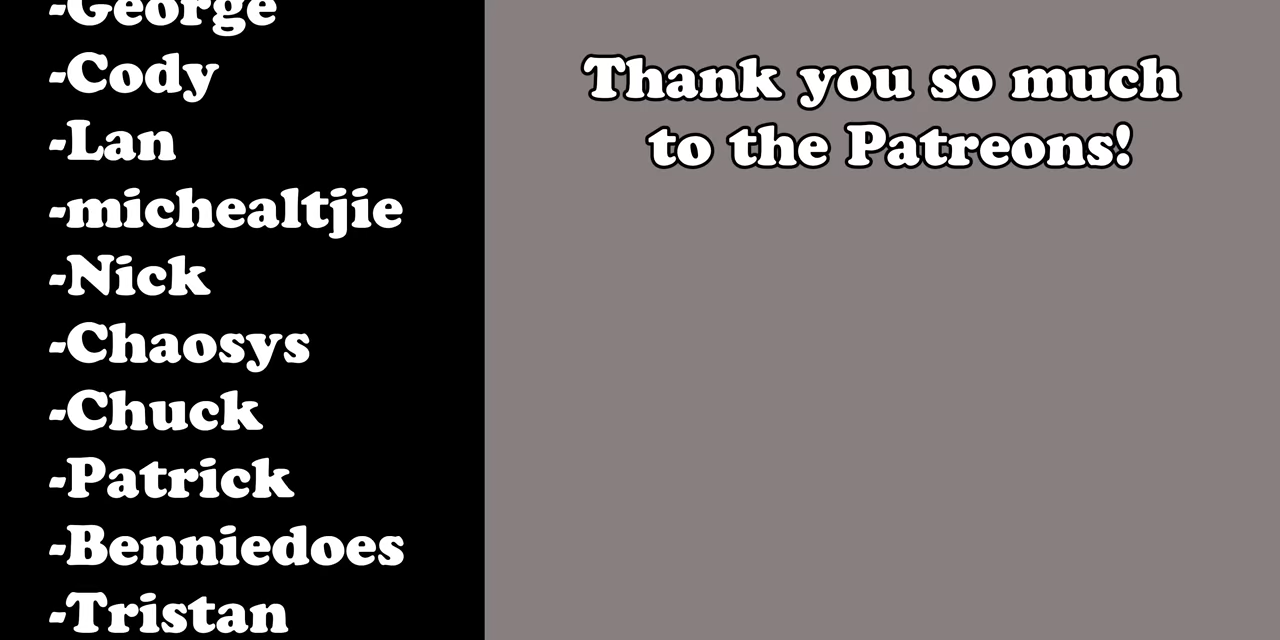 -George
-Cody
-Lan
-michealtjie
-Nick
-Chaosys
-Chuck
-Patrick
-Benniedoes
-Tristan
Thank you so much
to the Patreons!